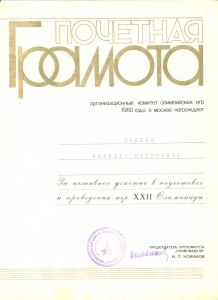 ПОЧЕТНАЯ
Грамота
организационный комитет олимпийских игр
1980 года в москве награждает
За активное участие в подготовке
и проведении игр XXII Олимпиады
ПРЕДСЕДАТЕЛЬ ОРГКОМИТЕТА
"ОЛИМПИАДА-80"
И. Т. НОВИКОВ